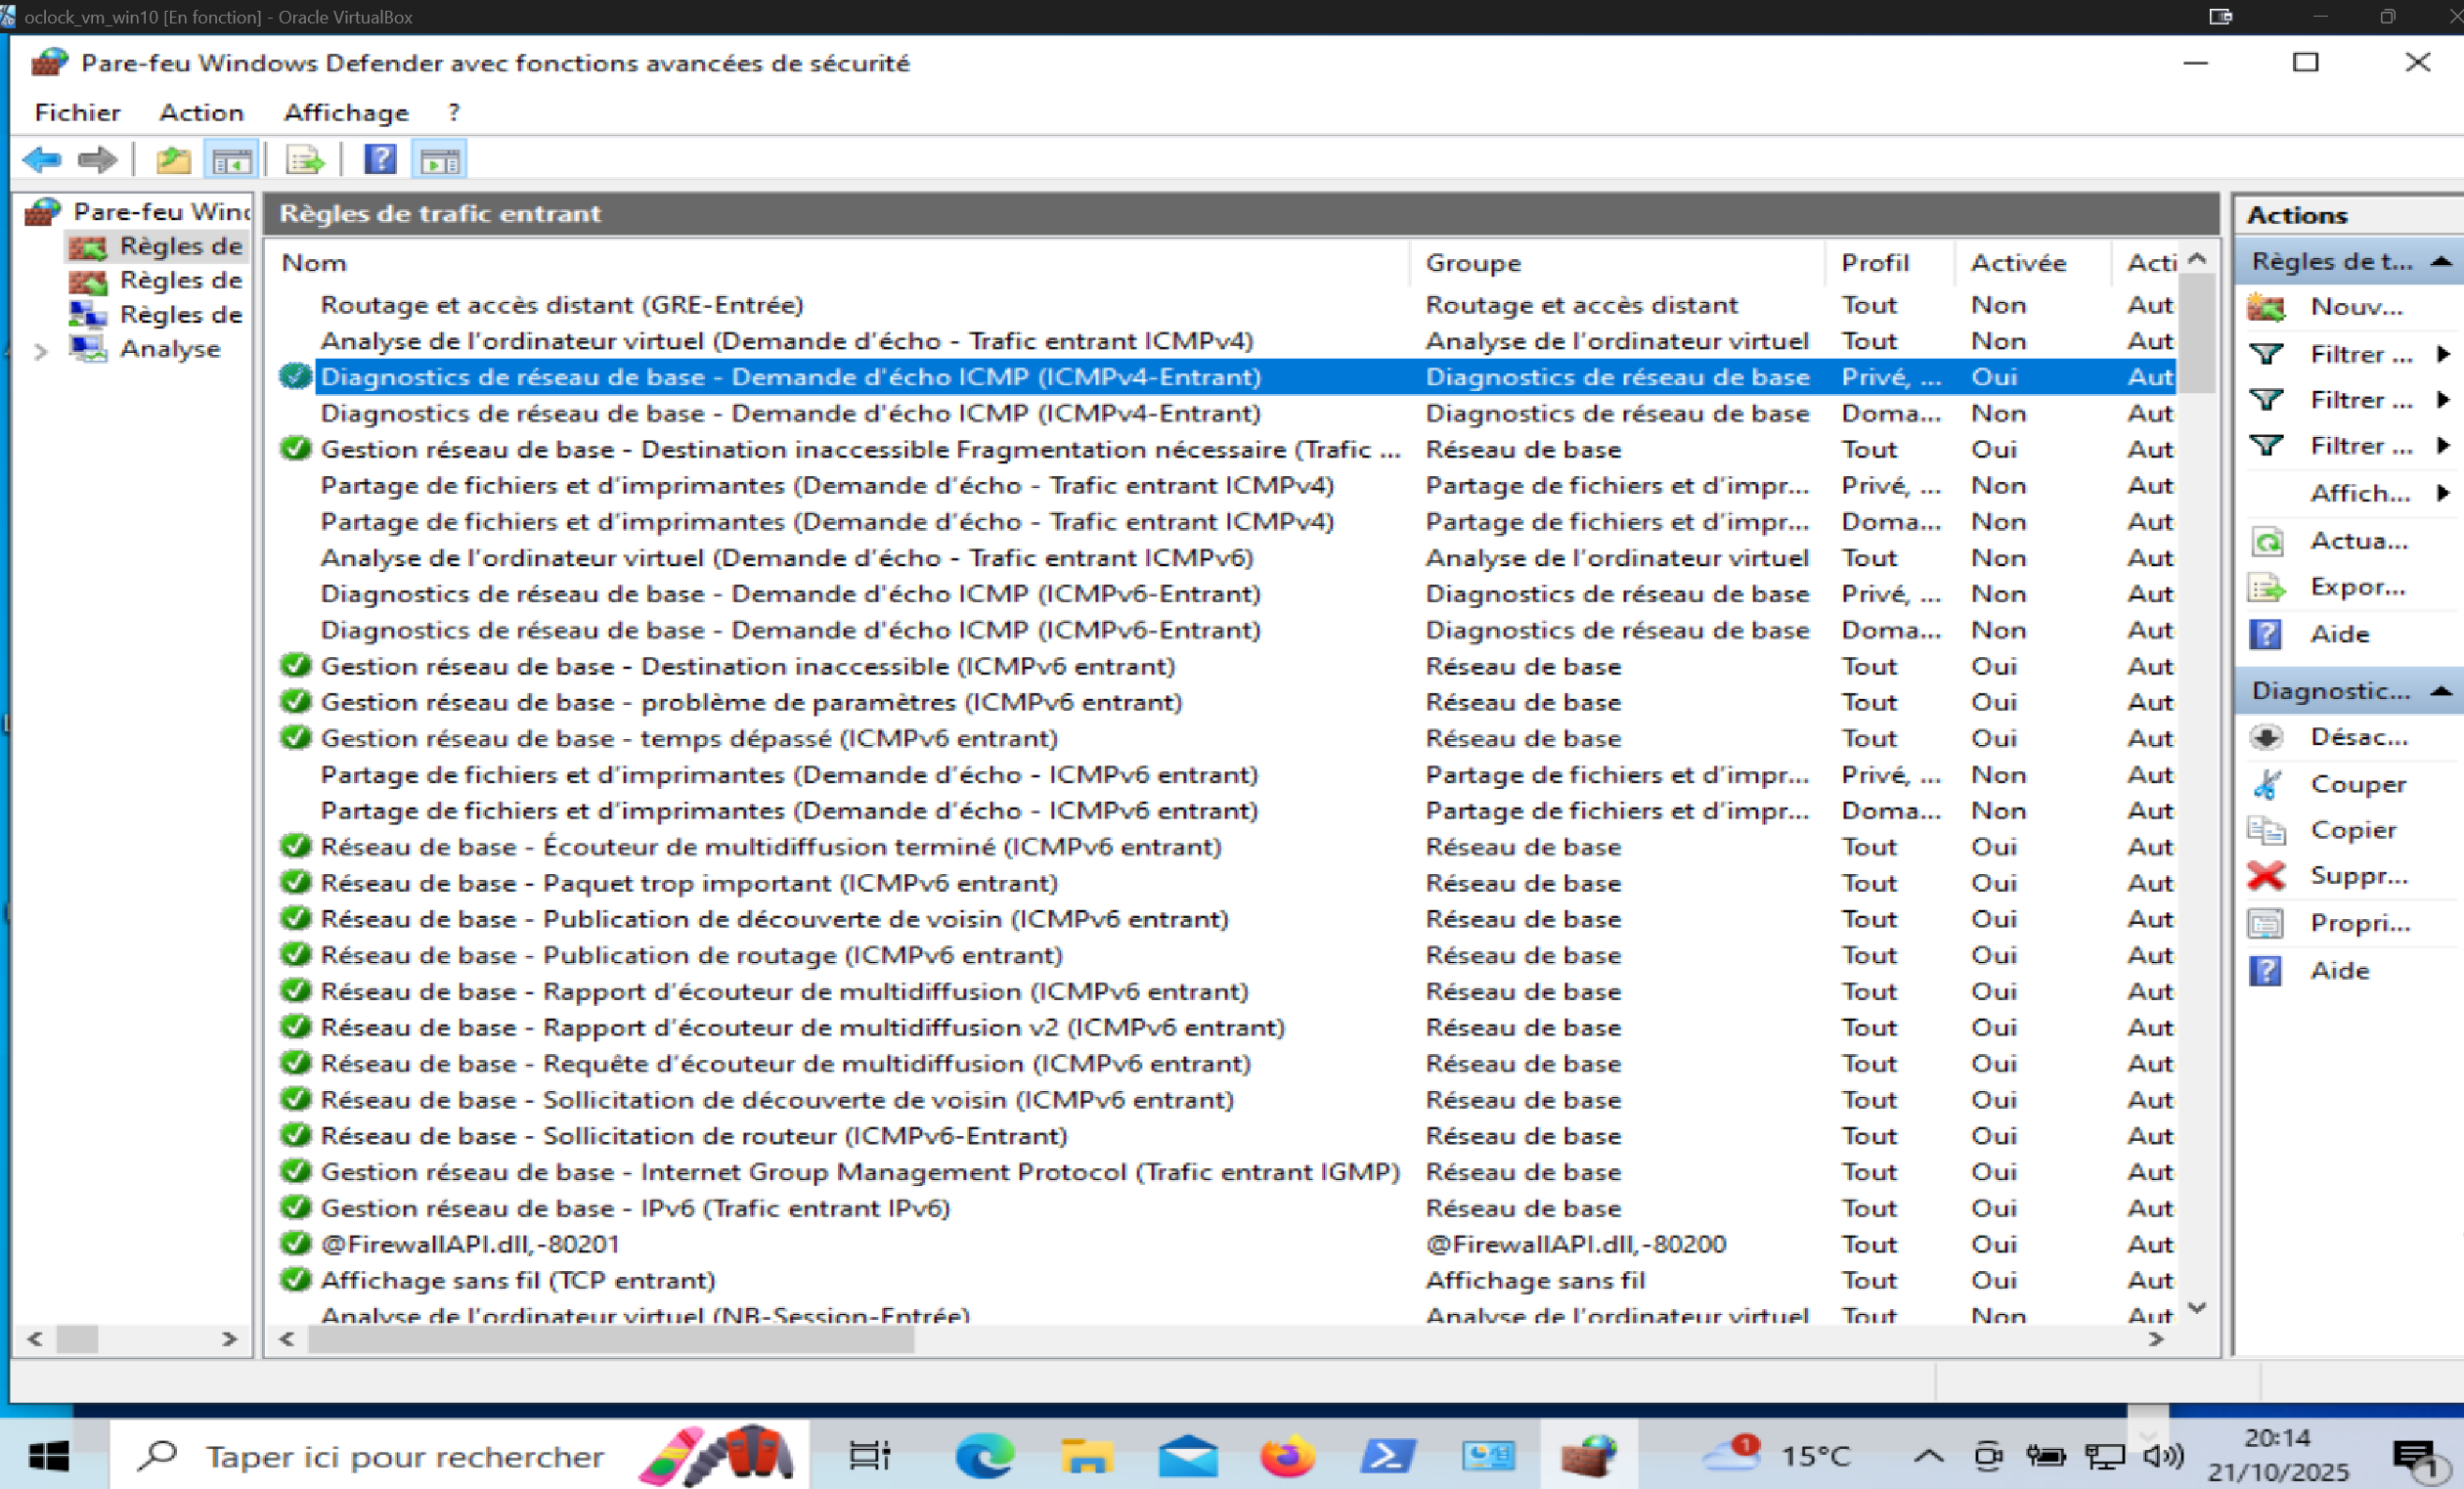 oclock_vm_win10 [En fonction] - Oracle VirtualBox
Pare-feu Windows Defender avec fonctions avancées de sécurité
Fichier Action Affichage ?
Pare-feu Wind
Règles de
Règles de
Règles de
Analyse
Règles de trafic entrant
Nom Groupe Profil Activée Acti
Routage et accès distant (GRE-Entrée) Routage et accès distant Tout Non Aut
Analyse de l'ordinateur virtuel (Demande d'écho - Trafic entrant ICMPv4) Analyse de l'ordinateur virtuel Tout Non Aut
Diagnostics de réseau de base - Demande d'écho ICMP (ICMPv4-Entrant) Diagnostics de réseau de base Privé, ... Oui Aut
Diagnostics de réseau de base - Demande d'écho ICMP (ICMPv4-Entrant) Diagnostics de réseau de base Doma... Non Aut
Gestion réseau de base - Destination inaccessible Fragmentation nécessaire (Trafic ... Réseau de base Tout Oui Aut
Partage de fichiers et d'imprimantes (Demande d'écho - Trafic entrant ICMPv4) Partage de fichiers et d'impr... Privé, ... Non Aut
Partage de fichiers et d'imprimantes (Demande d'écho - Trafic entrant ICMPv4) Partage de fichiers et d'impr... Doma... Non Aut
Analyse de l'ordinateur virtuel (Demande d'écho - Trafic entrant ICMPv6) Analyse de l'ordinateur virtuel Tout Non Aut
Diagnostics de réseau de base - Demande d'écho ICMP (ICMPv6-Entrant) Diagnostics de réseau de base Privé, ... Non Aut
Diagnostics de réseau de base - Demande d'écho ICMP (ICMPv6-Entrant) Diagnostics de réseau de base Doma... Non Aut
Gestion réseau de base - Destination inaccessible (ICMPv6 entrant) Réseau de base Tout Oui Aut
Gestion réseau de base - problème de paramètres (ICMPv6 entrant) Réseau de base Tout Oui Aut
Gestion réseau de base - temps dépassé (ICMPv6 entrant) Réseau de base Tout Oui Aut
Partage de fichiers et d'imprimantes (Demande d'écho - ICMPv6 entrant) Partage de fichiers et d'impr... Privé, ... Non Aut
Partage de fichiers et d'imprimantes (Demande d'écho - ICMPv6 entrant) Partage de fichiers et d'impr... Doma... Non Aut
Réseau de base - Écouteur de multidiffusion terminé (ICMPv6 entrant) Réseau de base Tout Oui Aut
Réseau de base - Paquet trop important (ICMPv6 entrant) Réseau de base Tout Oui Aut
Réseau de base - Publication de découverte de voisin (ICMPv6 entrant) Réseau de base Tout Oui Aut
Réseau de base - Publication de routage (ICMPv6 entrant) Réseau de base Tout Oui Aut
Réseau de base - Rapport d'écouteur de multidiffusion (ICMPv6 entrant) Réseau de base Tout Oui Aut
Réseau de base - Rapport d'écouteur de multidiffusion v2 (ICMPv6 entrant) Réseau de base Tout Oui Aut
Réseau de base - Requête d'écouteur de multidiffusion (ICMPv6 entrant) Réseau de base Tout Oui Aut
Réseau de base - Sollicitation de découverte de voisin (ICMPv6 entrant) Réseau de base Tout Oui Aut
Réseau de base - Sollicitation de routeur (ICMPv6-Entrant) Réseau de base Tout Oui Aut
Gestion réseau de base - Internet Group Management Protocol (Trafic entrant IGMP) Réseau de base Tout Oui Aut
Gestion réseau de base - IPv6 (Trafic entrant IPv6) Réseau de base Tout Oui Aut
@FirewallAPI.dll,-80201 @FirewallAPI.dll,-80200 Tout Oui Aut
Affichage sans fil (TCP entrant) Affichage sans fil Tout Oui Aut
Analyse de l'ordinateur virtuel (NB-Session-Entrée) Analyse de l'ordinateur virtuel Tout Non Aut
Actions
Règles de t...
Nouv...
Filtrer ...
Filtrer ...
Filtrer ...
Affich...
Actua...
Expor...
Aide
Diagnostic...
Désac...
Couper
Copier
Suppr...
Propri...
Aide
Taper ici pour rechercher
1
15°C
20:14
21/10/2025
1